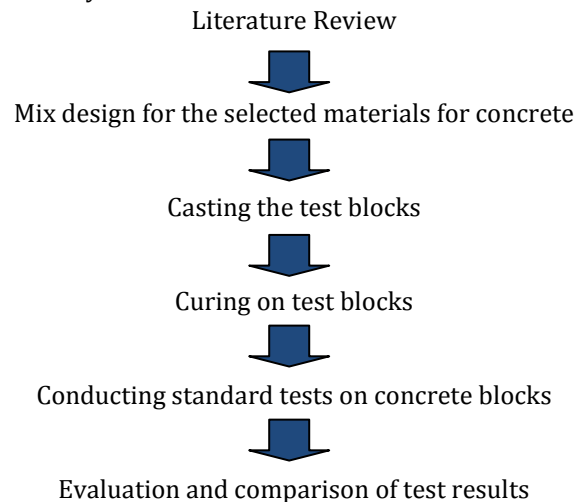 Literature Review
Mix design for the selected materials for concrete
Casting the test blocks
Curing on test blocks
Conducting standard tests on concrete blocks
Evaluation and comparison of test results